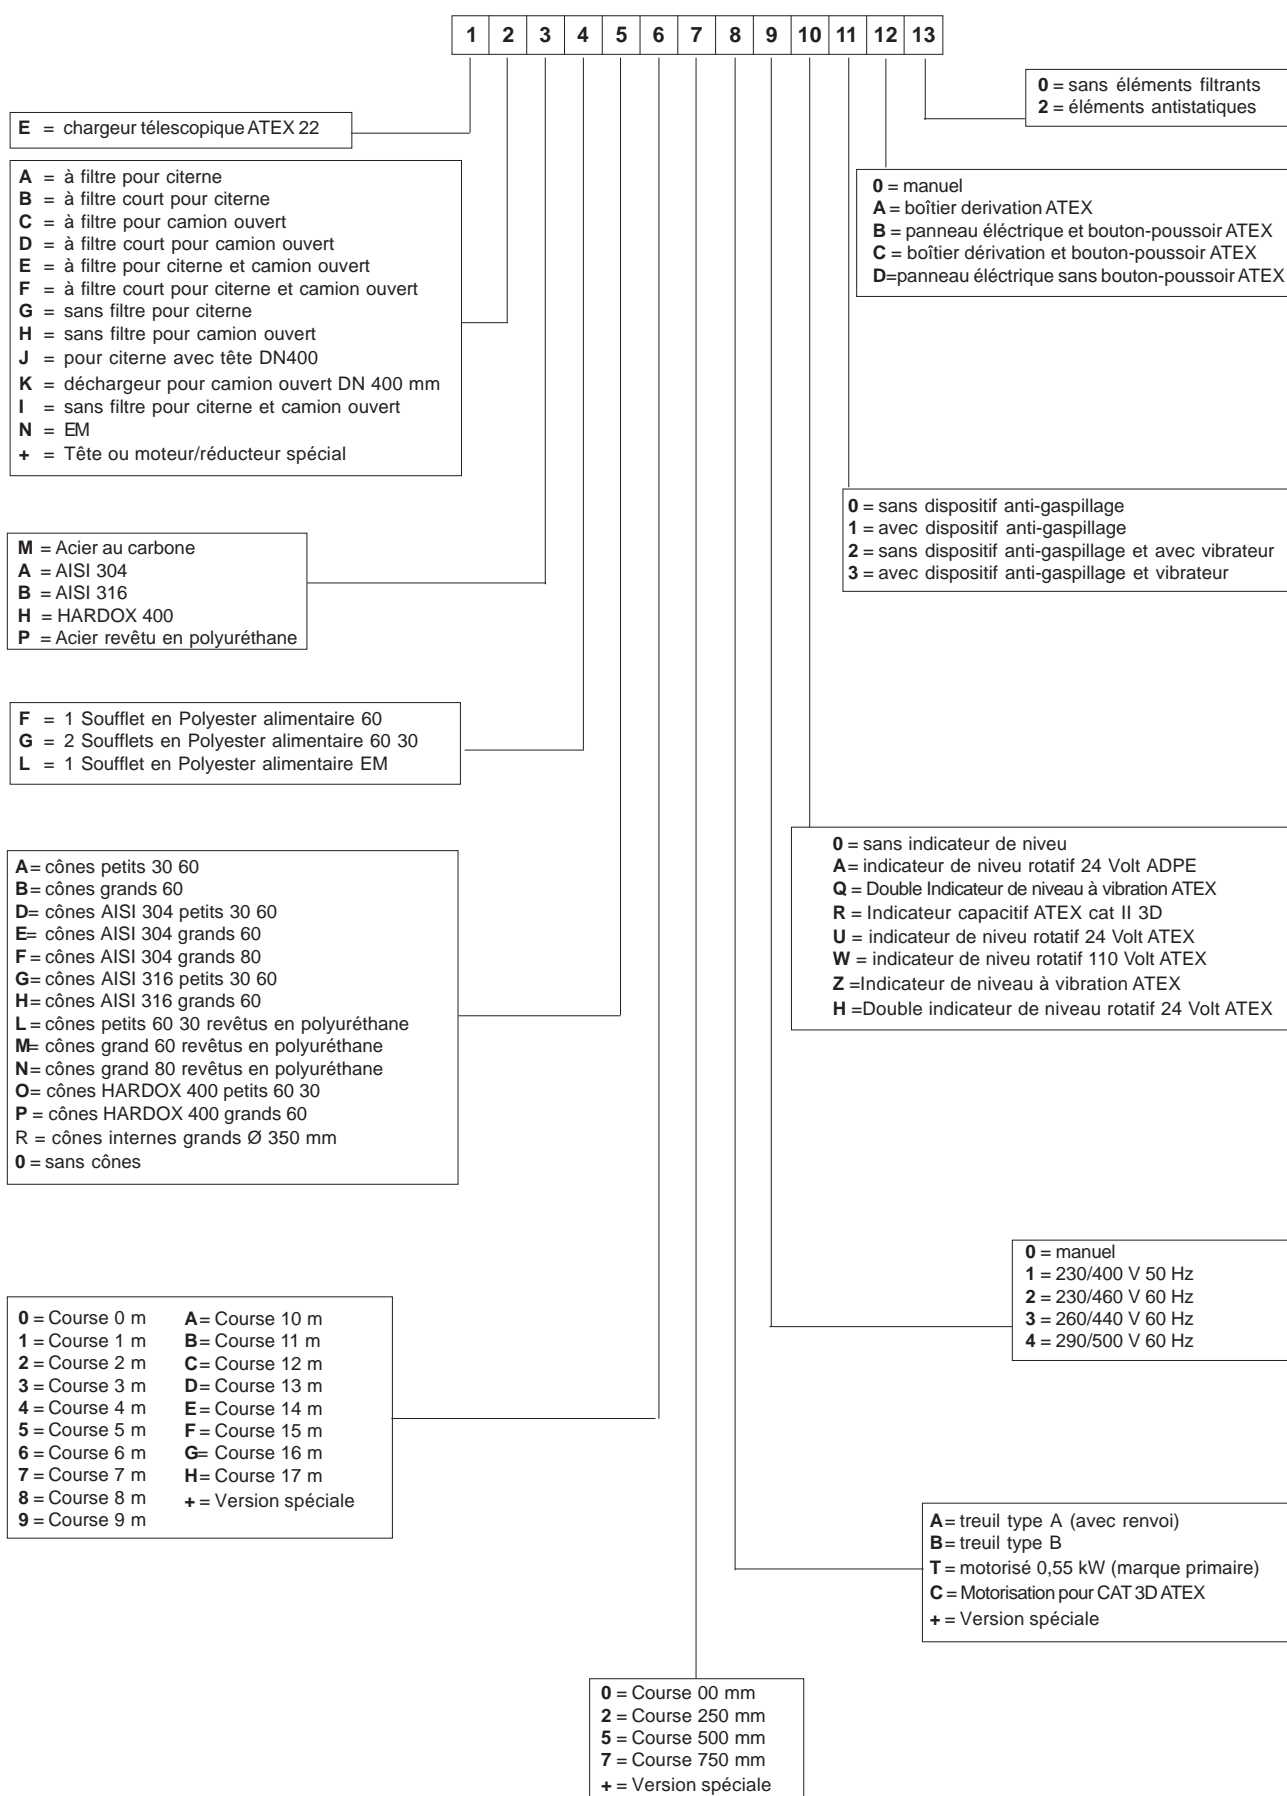 1 2 3 4 5 6 7 8 9 10 11 12 13
E = chargeur télescopique ATEX 22
A = à filtre pour citerne
B = à filtre court pour citerne
C = à filtre pour camion ouvert
D = à filtre court pour camion ouvert
E = à filtre pour citerne et camion ouvert
F = à filtre court pour citerne et camion ouvert
G = sans filtre pour citerne
H = sans filtre pour camion ouvert
J = pour citerne avec tête DN400
K = déchargeur pour camion ouvert DN 400 mm
I = sans filtre pour citerne et camion ouvert
N = EM
+ = Tête ou moteur/réducteur spécial
M = Acier au carbone
A = AISI 304
B = AISI 316
H = HARDOX 400
P = Acier revêtu en polyuréthane
F = 1 Soufflet en Polyester alimentaire 60
G = 2 Soufflets en Polyester alimentaire 60 30
L = 1 Soufflet en Polyester alimentaire EM
A= cônes petits 30 60
B= cônes grands 60
D= cônes AISI 304 petits 30 60
E= cônes AISI 304 grands 60
F = cônes AISI 304 grands 80
G= cônes AISI 316 petits 30 60
H= cônes AISI 316 grands 60
L = cônes petits 60 30 revêtus en polyuréthane
M= cônes grand 60 revêtus en polyuréthane
N= cônes grand 80 revêtus en polyuréthane
O= cônes HARDOX 400 petits 60 30
P = cônes HARDOX 400 grands 60
R = cônes internes grands Ø 350 mm
0 = sans cônes
0 = Course 0 m
1 = Course 1 m
2 = Course 2 m
3 = Course 3 m
4 = Course 4 m
5 = Course 5 m
6 = Course 6 m
7 = Course 7 m
8 = Course 8 m
9 = Course 9 m
A= Course 10 m
B= Course 11 m
C= Course 12 m
D= Course 13 m
E= Course 14 m
F = Course 15 m
G= Course 16 m
H= Course 17 m
+ = Version spéciale
0 = Course 00 mm
2 = Course 250 mm
5 = Course 500 mm
7 = Course 750 mm
+ = Version spéciale
A= treuil type A (avec renvoi)
B= treuil type B
T = motorisé 0,55 kW (marque primaire)
C = Motorisation pour CAT 3D ATEX
+ = Version spéciale
0 = manuel
1 = 230/400 V 50 Hz
2 = 230/460 V 60 Hz
3 = 260/440 V 60 Hz
4 = 290/500 V 60 Hz
0 = sans indicateur de niveu
A= indicateur de niveu rotatif 24 Volt ADPE
Q = Double Indicateur de niveau à vibration ATEX
R = Indicateur capacitif ATEX cat II 3D
U = indicateur de niveu rotatif 24 Volt ATEX
W = indicateur de niveu rotatif 110 Volt ATEX
Z =Indicateur de niveau à vibration ATEX
H =Double indicateur de niveau rotatif 24 Volt ATEX
0 = sans dispositif anti-gaspillage
1 = avec dispositif anti-gaspillage
2 = sans dispositif anti-gaspillage et avec vibrateur
3 = avec dispositif anti-gaspillage et vibrateur
0 = manuel
A = boîtier derivation ATEX
B = panneau éléctrique et bouton-poussoir ATEX
C = boîtier dérivation et bouton-poussoir ATEX
D=panneau éléctrique sans bouton-poussoir ATEX
0 = sans éléments filtrants
2 = éléments antistatiques